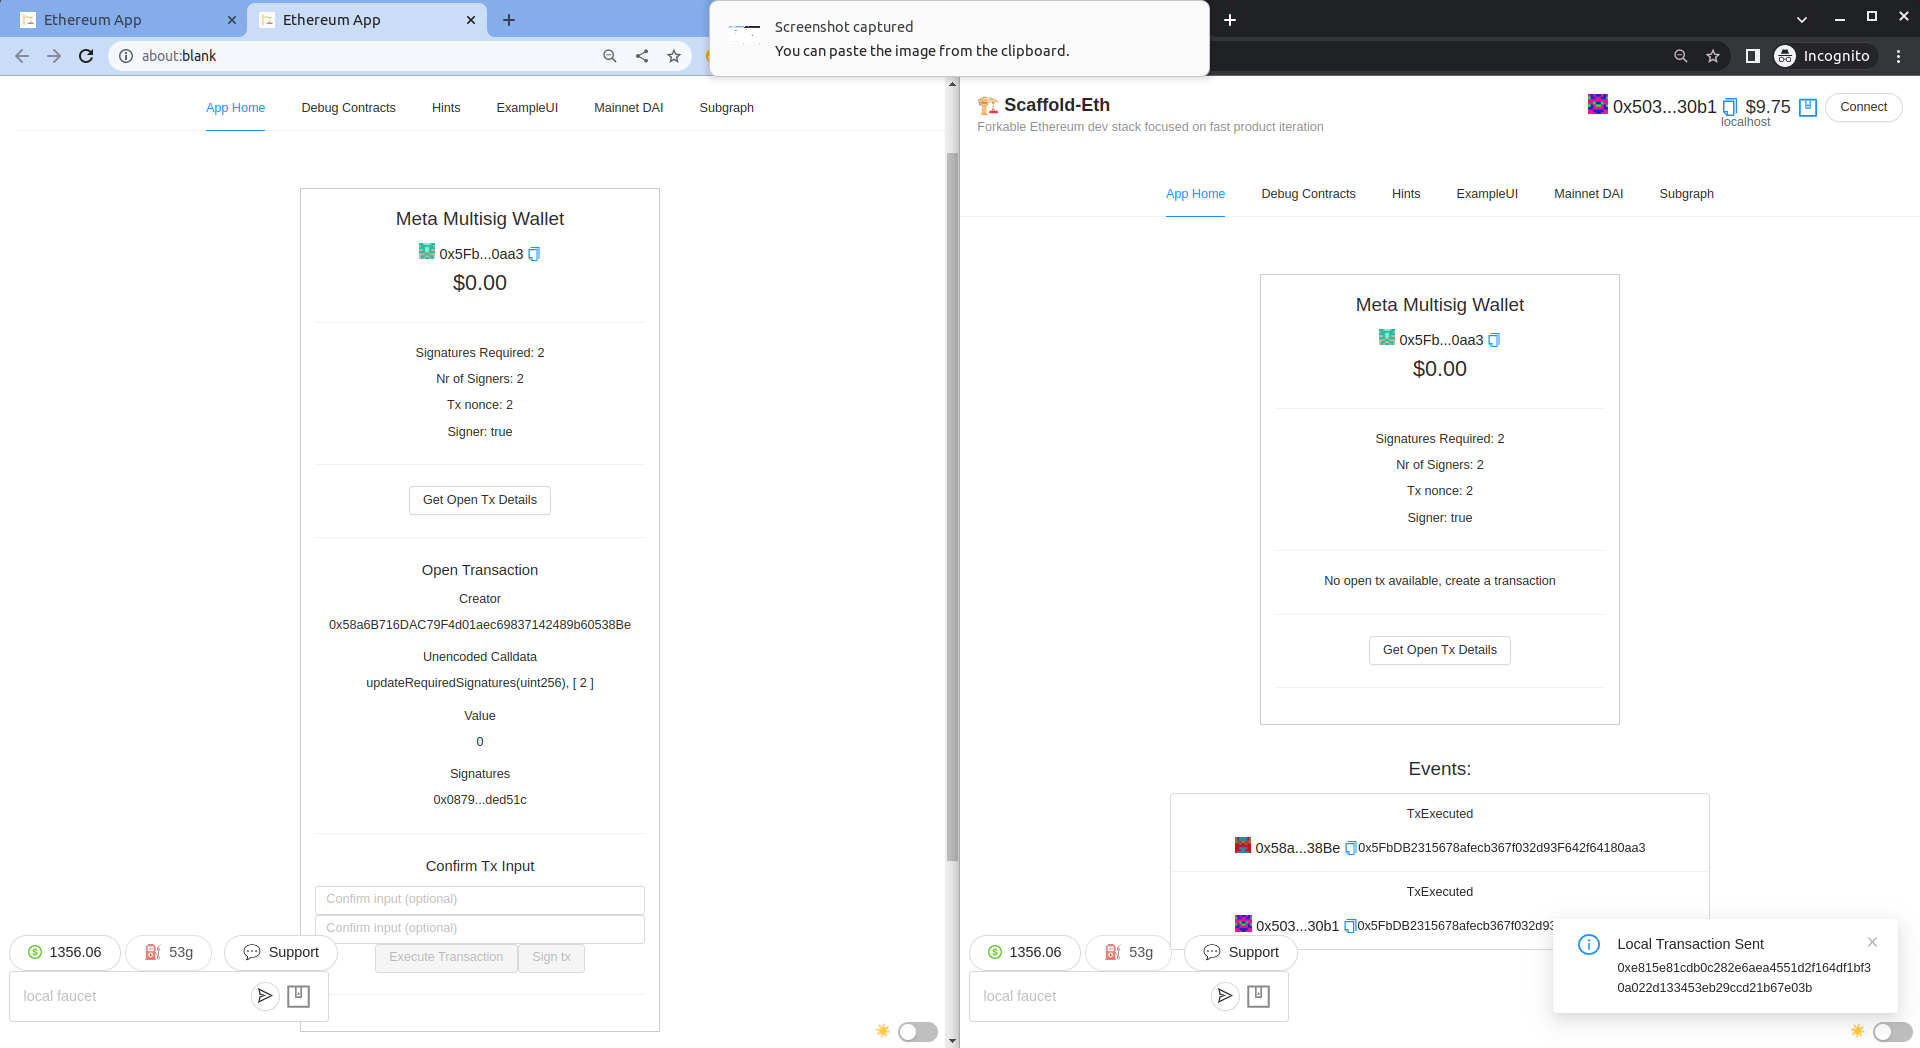 Ethereum App
Ethereum App
Screenshot captured
You can paste the image from the clipboard.
about:blank
Incognito
App Home
Debug Contracts
Hints
ExampleUI
Mainnet DAI
Subgraph
Meta Multisig Wallet
0x5Fb...0aa3
$0.00
Signatures Required: 2
Nr of Signers: 2
Tx nonce: 2
Signer: true
Get Open Tx Details
Open Transaction
Creator
0x58a6B716DAC79F4d01aec69837142489b60538Be
Unencoded Calldata
updateRequiredSignatures(uint256), [ 2 ]
Value
0
Signatures
0x0879...ded51c
Confirm Tx Input
Confirm input (optional)
Confirm input (optional)
Execute Transaction
Sign tx
1356.06
53g
Support
local faucet
Scaffold-Eth
Forkable Ethereum dev stack focused on fast product iteration
0x503...30b1
$9.75
localhost
Connect
App Home
Debug Contracts
Hints
ExampleUI
Mainnet DAI
Subgraph
Meta Multisig Wallet
0x5Fb...0aa3
$0.00
Signatures Required: 2
Nr of Signers: 2
Tx nonce: 2
Signer: true
No open tx available, create a transaction
Get Open Tx Details
Events:
TxExecuted
0x58a...38Be 0x5FbDB2315678afecb367f032d93F642f64180aa3
TxExecuted
0x503...30b1 0x5FbDB2315678afecb367f032d93
1356.06
53g
Support
local faucet
Local Transaction Sent
0xe815e81cdb0c282e6aea4551d2f164df1bf3
0a022d133453eb29ccd21b67e03b